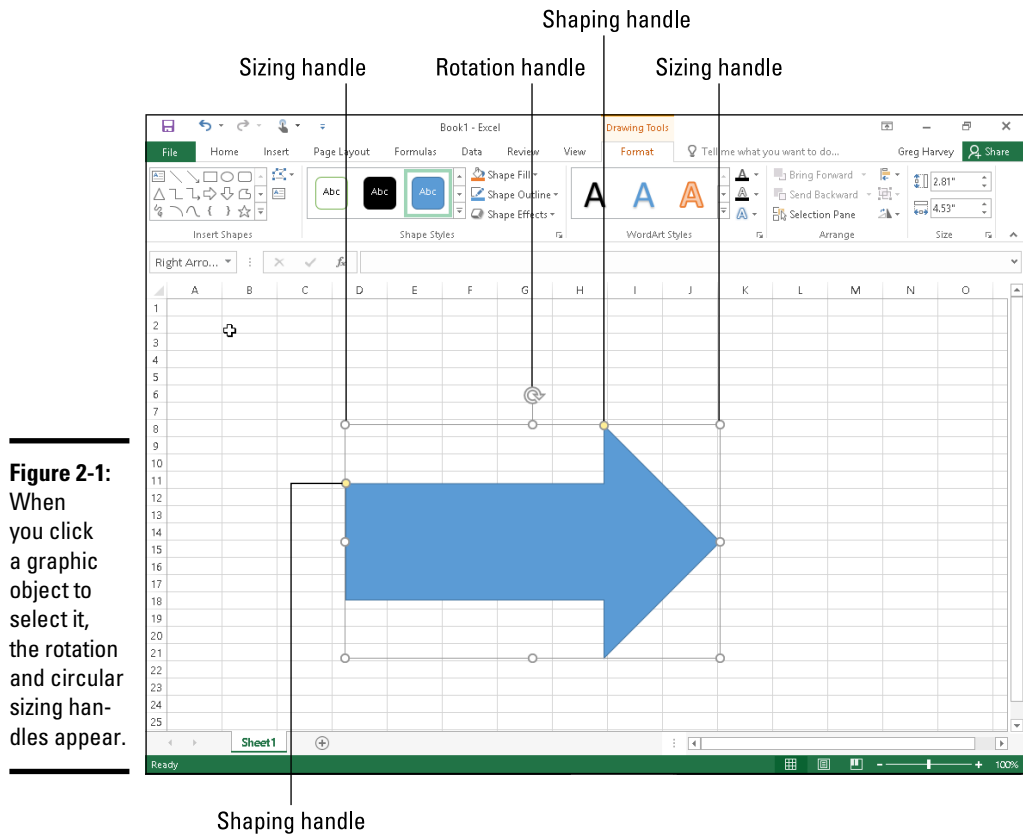 Shaping handle
Sizing handle Rotation handle Sizing handle
Book1 - Excel Drawing Tools
File Home Insert Page Layout Formulas Data Review View Format Tell me what you want to do... Greg Harvey Share
Abc Abc Abc
Shape Fill
Shape Outline
Shape Effects
A A A
A
A
A
Bring Forward
Send Backward
Selection Pane
2.81"
4.53"
Insert Shapes Shape Styles WordArt Styles Arrange Size
Right Arro... fx
A B C D E F G H I J K L M N O
1
2
3
4
5
6
7
8
9
10
11
12
13
14
15
16
17
18
19
20
21
22
23
24
25
Figure 2-1:
When
you click
a graphic
object to
select it,
the rotation
and circular
sizing han-
dles appear.
Sheet1
Ready 100%
Shaping handle